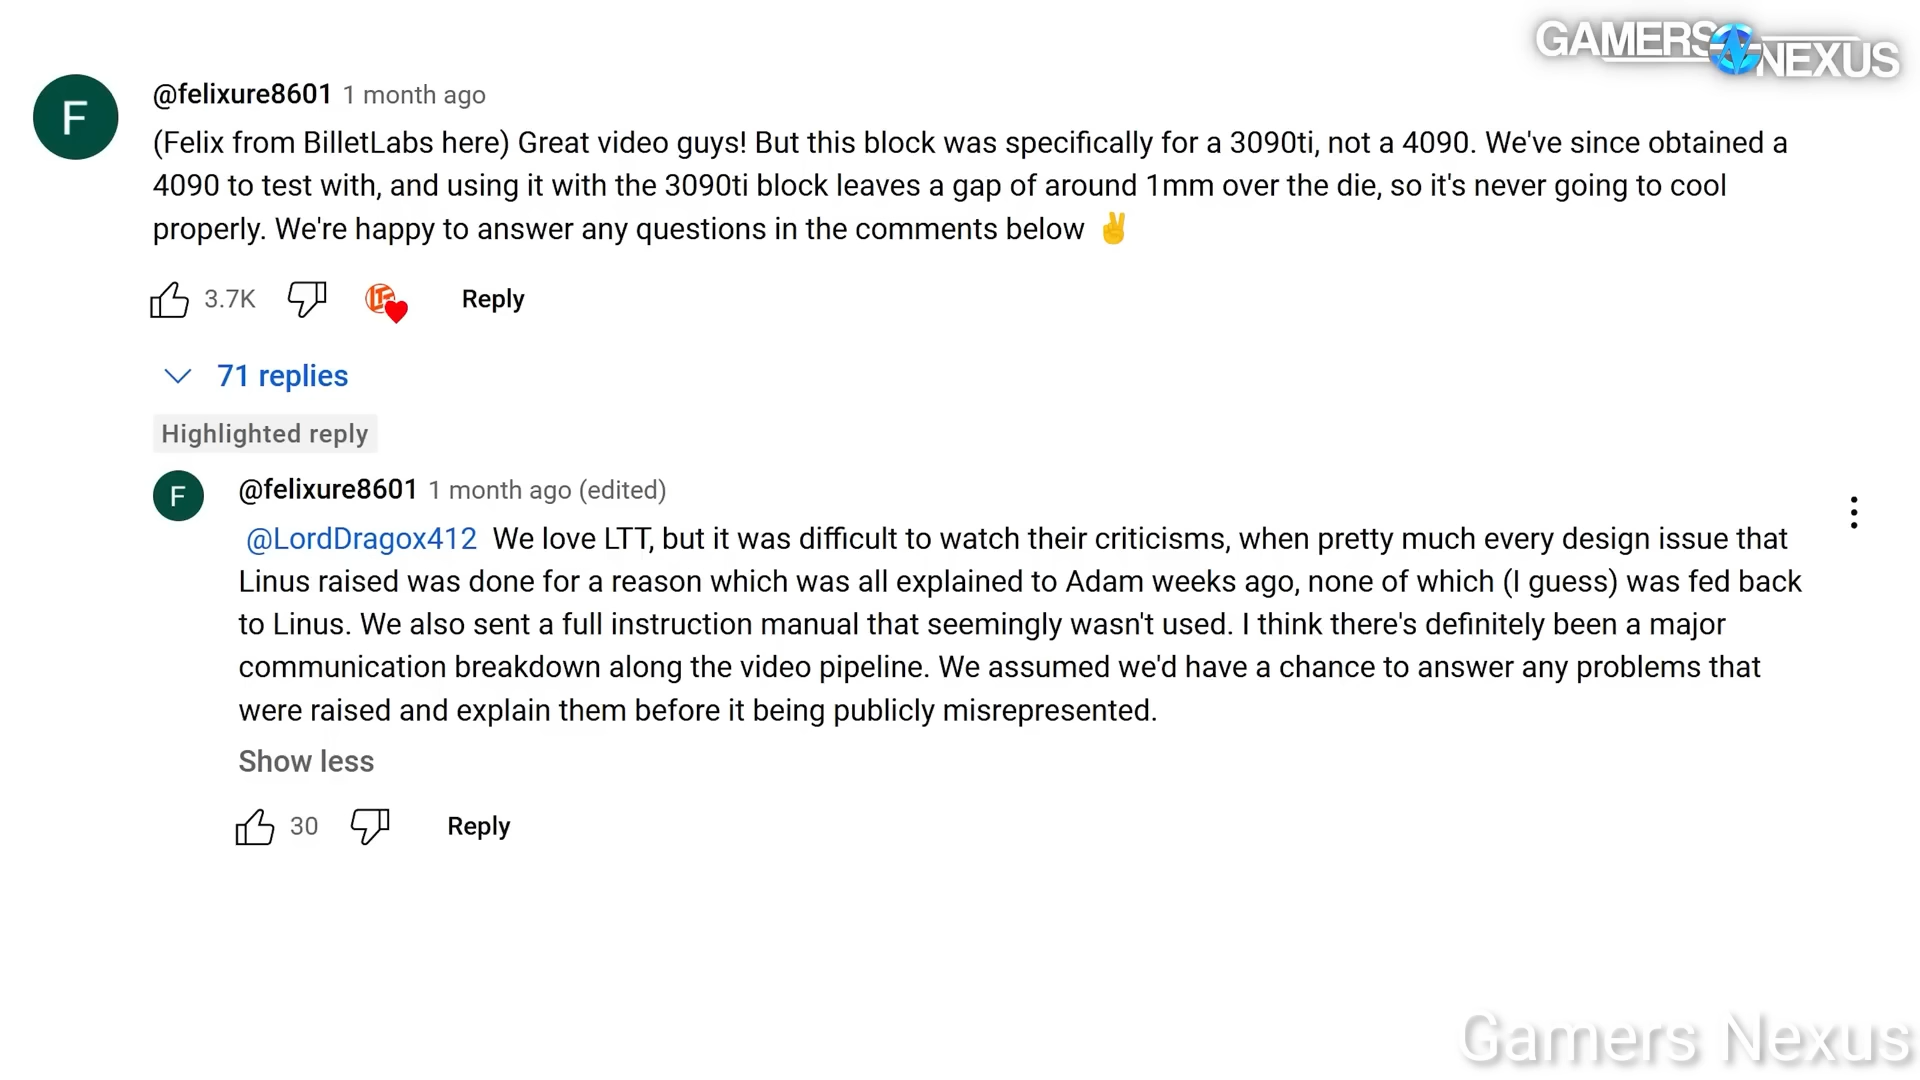 GAMERS NEXUS
F
@felixure8601 1 month ago
(Felix from BilletLabs here) Great video guys! But this block was specifically for a 3090ti, not a 4090. We've since obtained a
4090 to test with, and using it with the 3090ti block leaves a gap of around 1mm over the die, so it's never going to cool
properly. We're happy to answer any questions in the comments below ✌️
3.7K Reply
71 replies
Highlighted reply
F
@felixure8601 1 month ago (edited)
@LordDragox412 We love LTT, but it was difficult to watch their criticisms, when pretty much every design issue that
Linus raised was done for a reason which was all explained to Adam weeks ago, none of which (I guess) was fed back
to Linus. We also sent a full instruction manual that seemingly wasn't used. I think there's definitely been a major
communication breakdown along the video pipeline. We assumed we'd have a chance to answer any problems that
were raised and explain them before it being publicly misrepresented.
Show less
30 Reply
Gamers Nexus